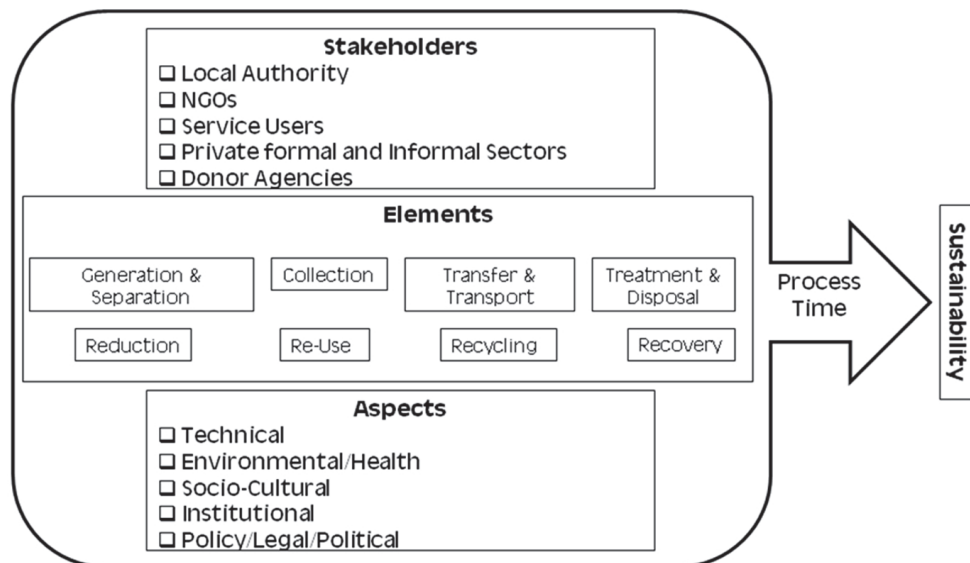 Stakeholders
❑ Local Authority
❑ NGOs
❑ Service Users
❑ Private formal and Informal Sectors
❑ Donor Agencies
Elements
Generation &
Separation
Collection
Transfer &
Transport
Treatment &
Disposal
Reduction
Re-Use
Recycling
Recovery
Aspects
❑ Technical
❑ Environmental/Health
❑ Socio-Cultural
❑ Institutional
❑ Policy/Legal/Political
Process
Time
Sustainability